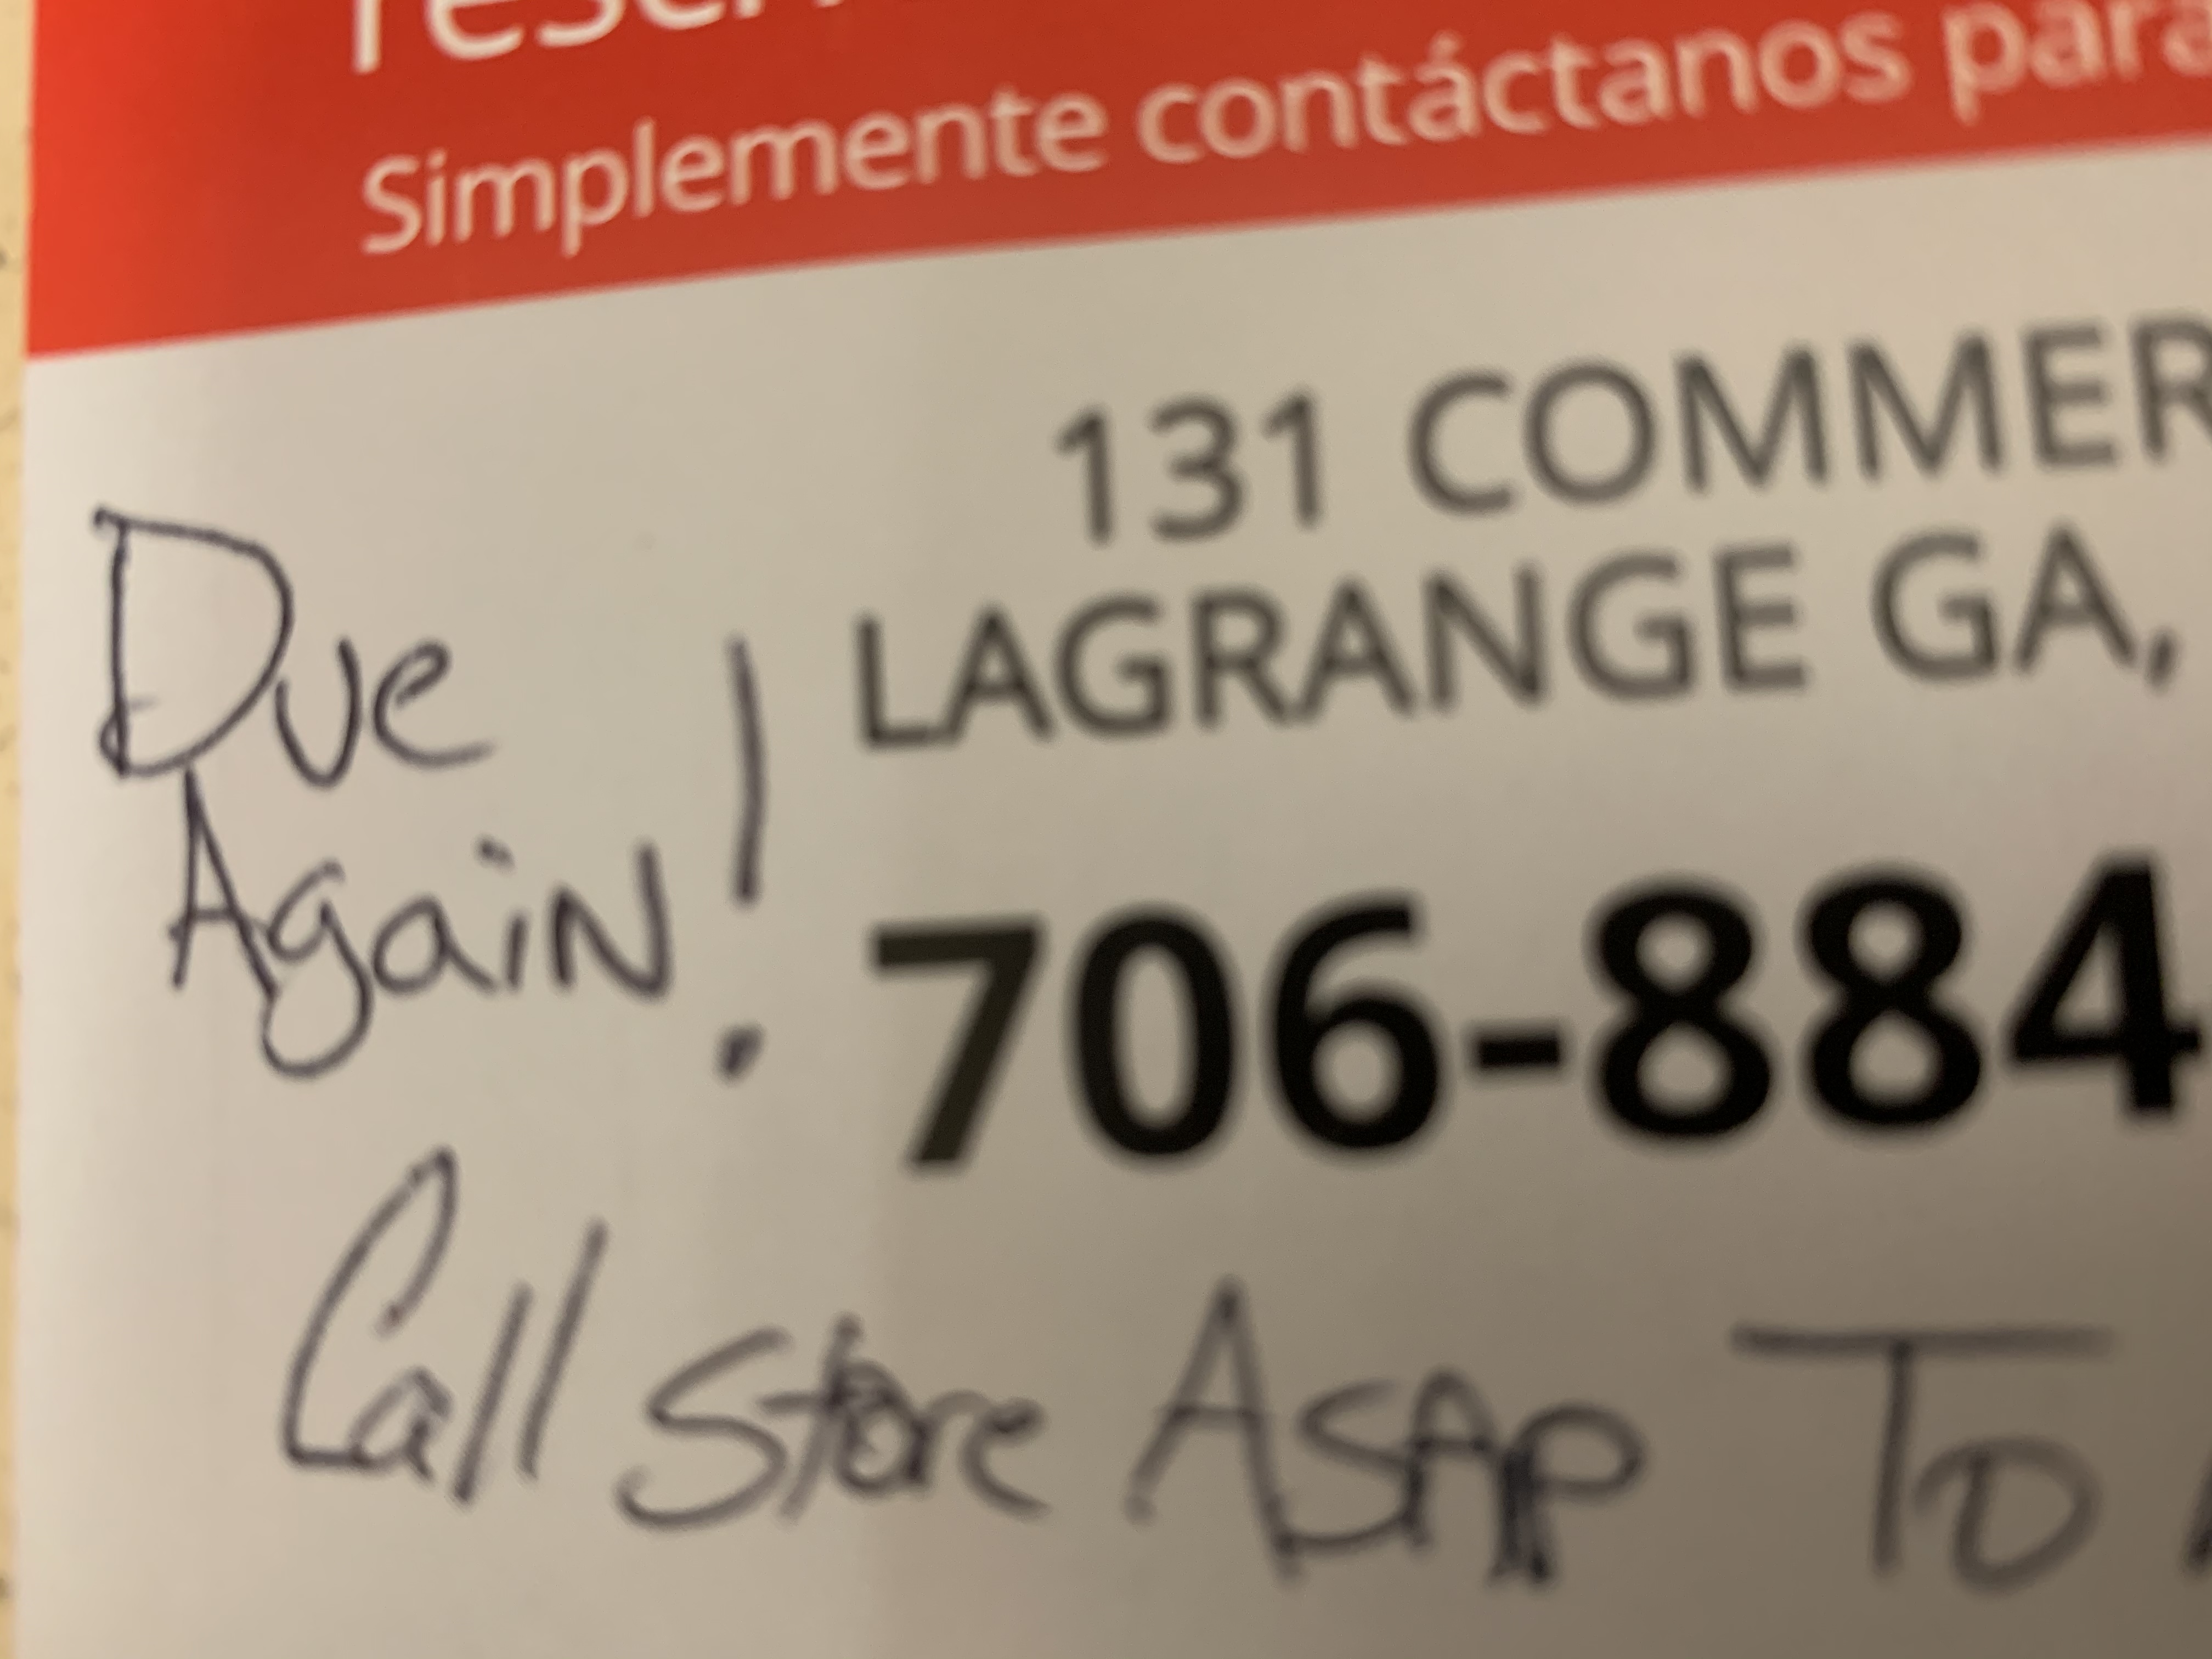 Simplemente contáctanos para
131 COMMER
LAGRANGE GA,
Due
Again!
706-884
Call Store ASAP To